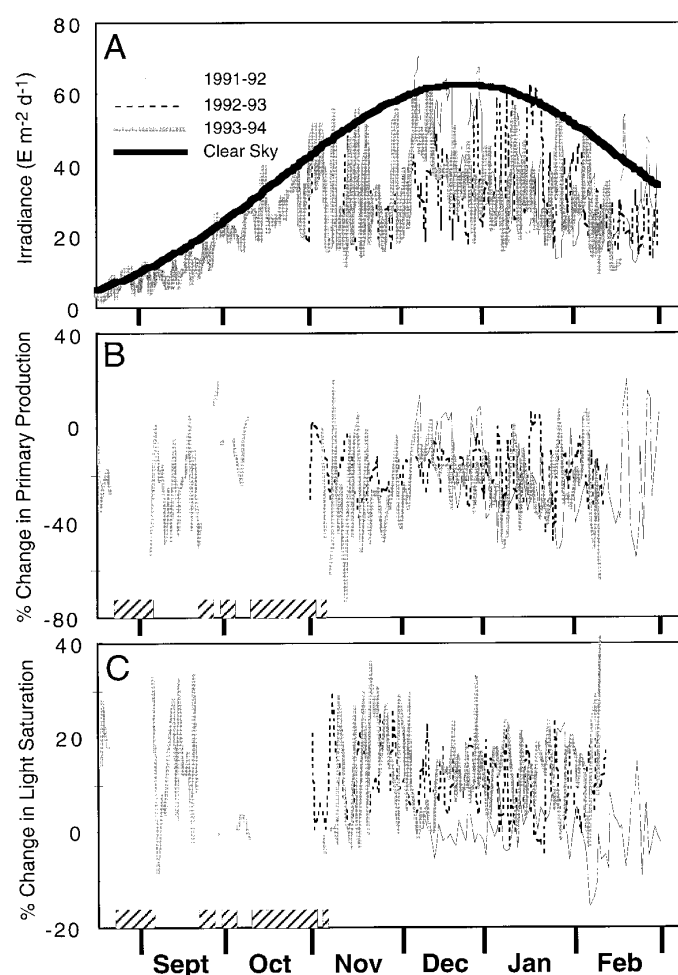 A
Irradiance (E m-2 d-1)
80
60
40
20
0
1991-92
1992-93
1993-94
Clear Sky
B
% Change in Primary Production
40
0
-40
-80
C
% Change in Light Saturation
40
20
0
-20
Sept Oct Nov Dec Jan Feb